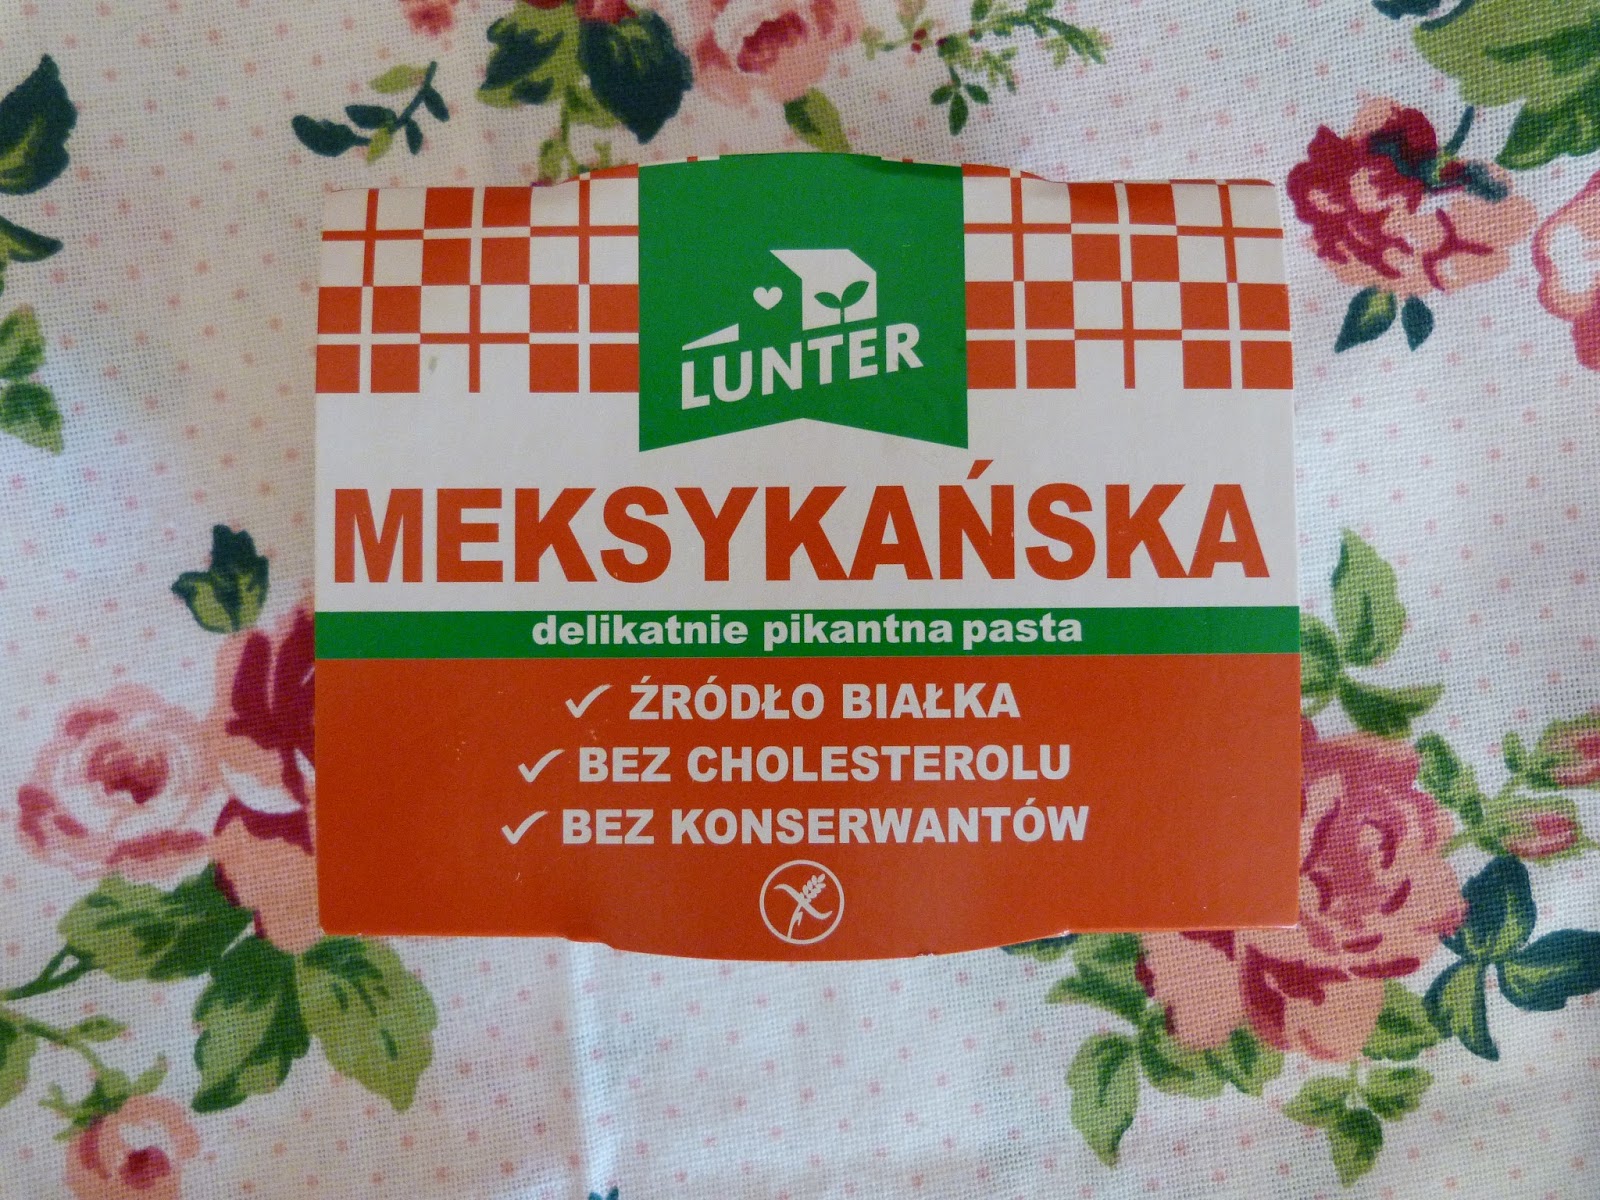 LUNTER
MEKSYKAŃSKA
delikatnie pikantna pasta
ŹRÓDŁO BIAŁKA
BEZ CHOLESTEROLU
BEZ KONSERWANTÓW